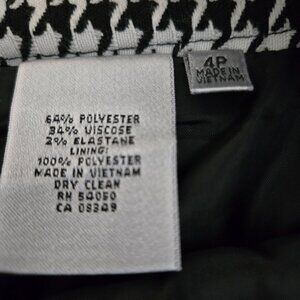 4P
MADE IN
VIETNAM
64% POLYESTER
34% VISCOSE
2% ELASTANE
LINING:
100% POLYESTER
MADE IN VIETNAM
DRY CLEAN
RN 54050
CA 08349